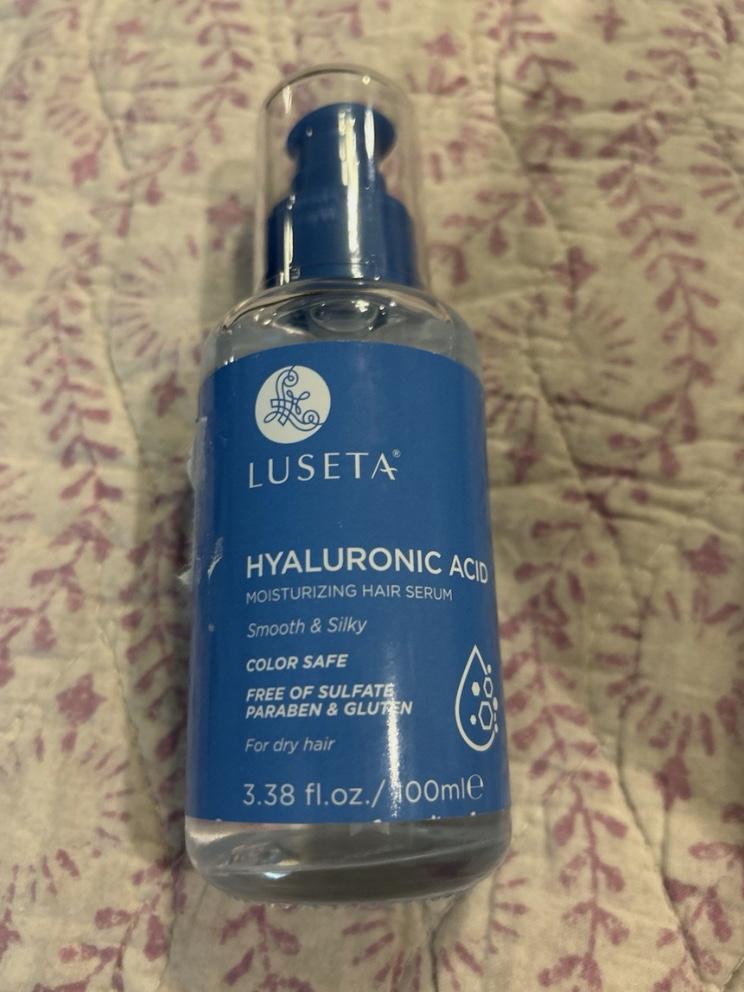 LUSETA®
HYALURONIC ACID
MOISTURIZING HAIR SERUM
Smooth & Silky
COLOR SAFE
FREE OF SULFATE
PARABEN & GLUTEN
For dry hair
3.38 fl.oz./100ml℮